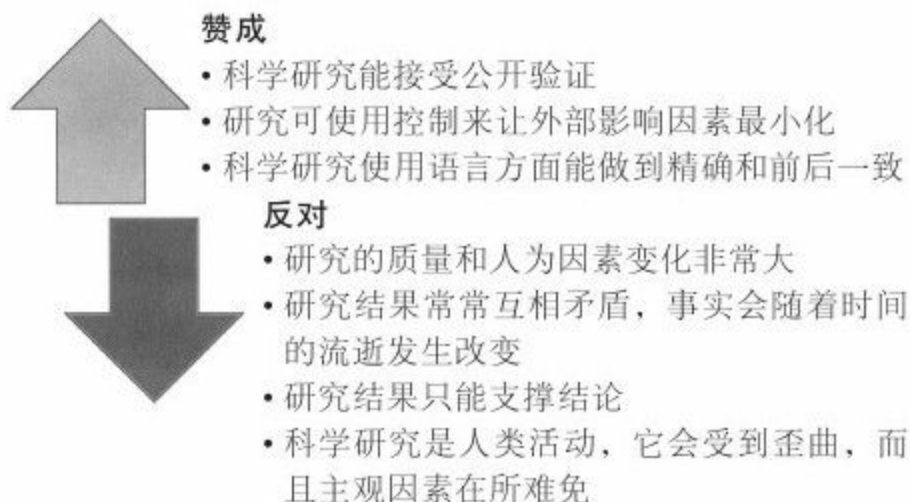 赞成
• 科学研究能接受公开验证
• 研究可使用控制来让外部影响因素最小化
• 科学研究使用语言方面能做到精确和前后一致
反对
• 研究的质量和人为因素变化非常大
• 研究结果常常互相矛盾，事实会随着时间
的流逝发生改变
• 研究结果只能支撑结论
• 科学研究是人类活动，它会受到歪曲，而
且主观因素在所难免